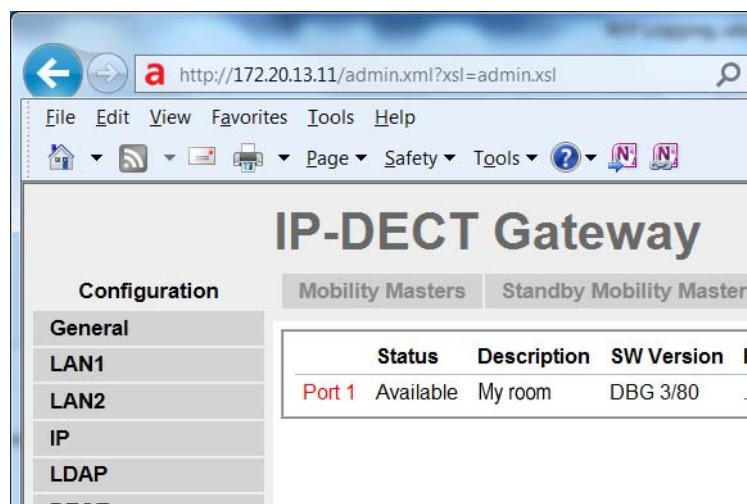 a http://172.20.13.11/admin.xml?xsl=admin.xsl
File Edit View Favorites Tools Help
Page Safety Tools
IP-DECT Gateway
Configuration Mobility Masters Standby Mobility Master
General
Status Description SW Version
LAN1
Port 1 Available My room DBG 3/80
LAN2
IP
LDAP